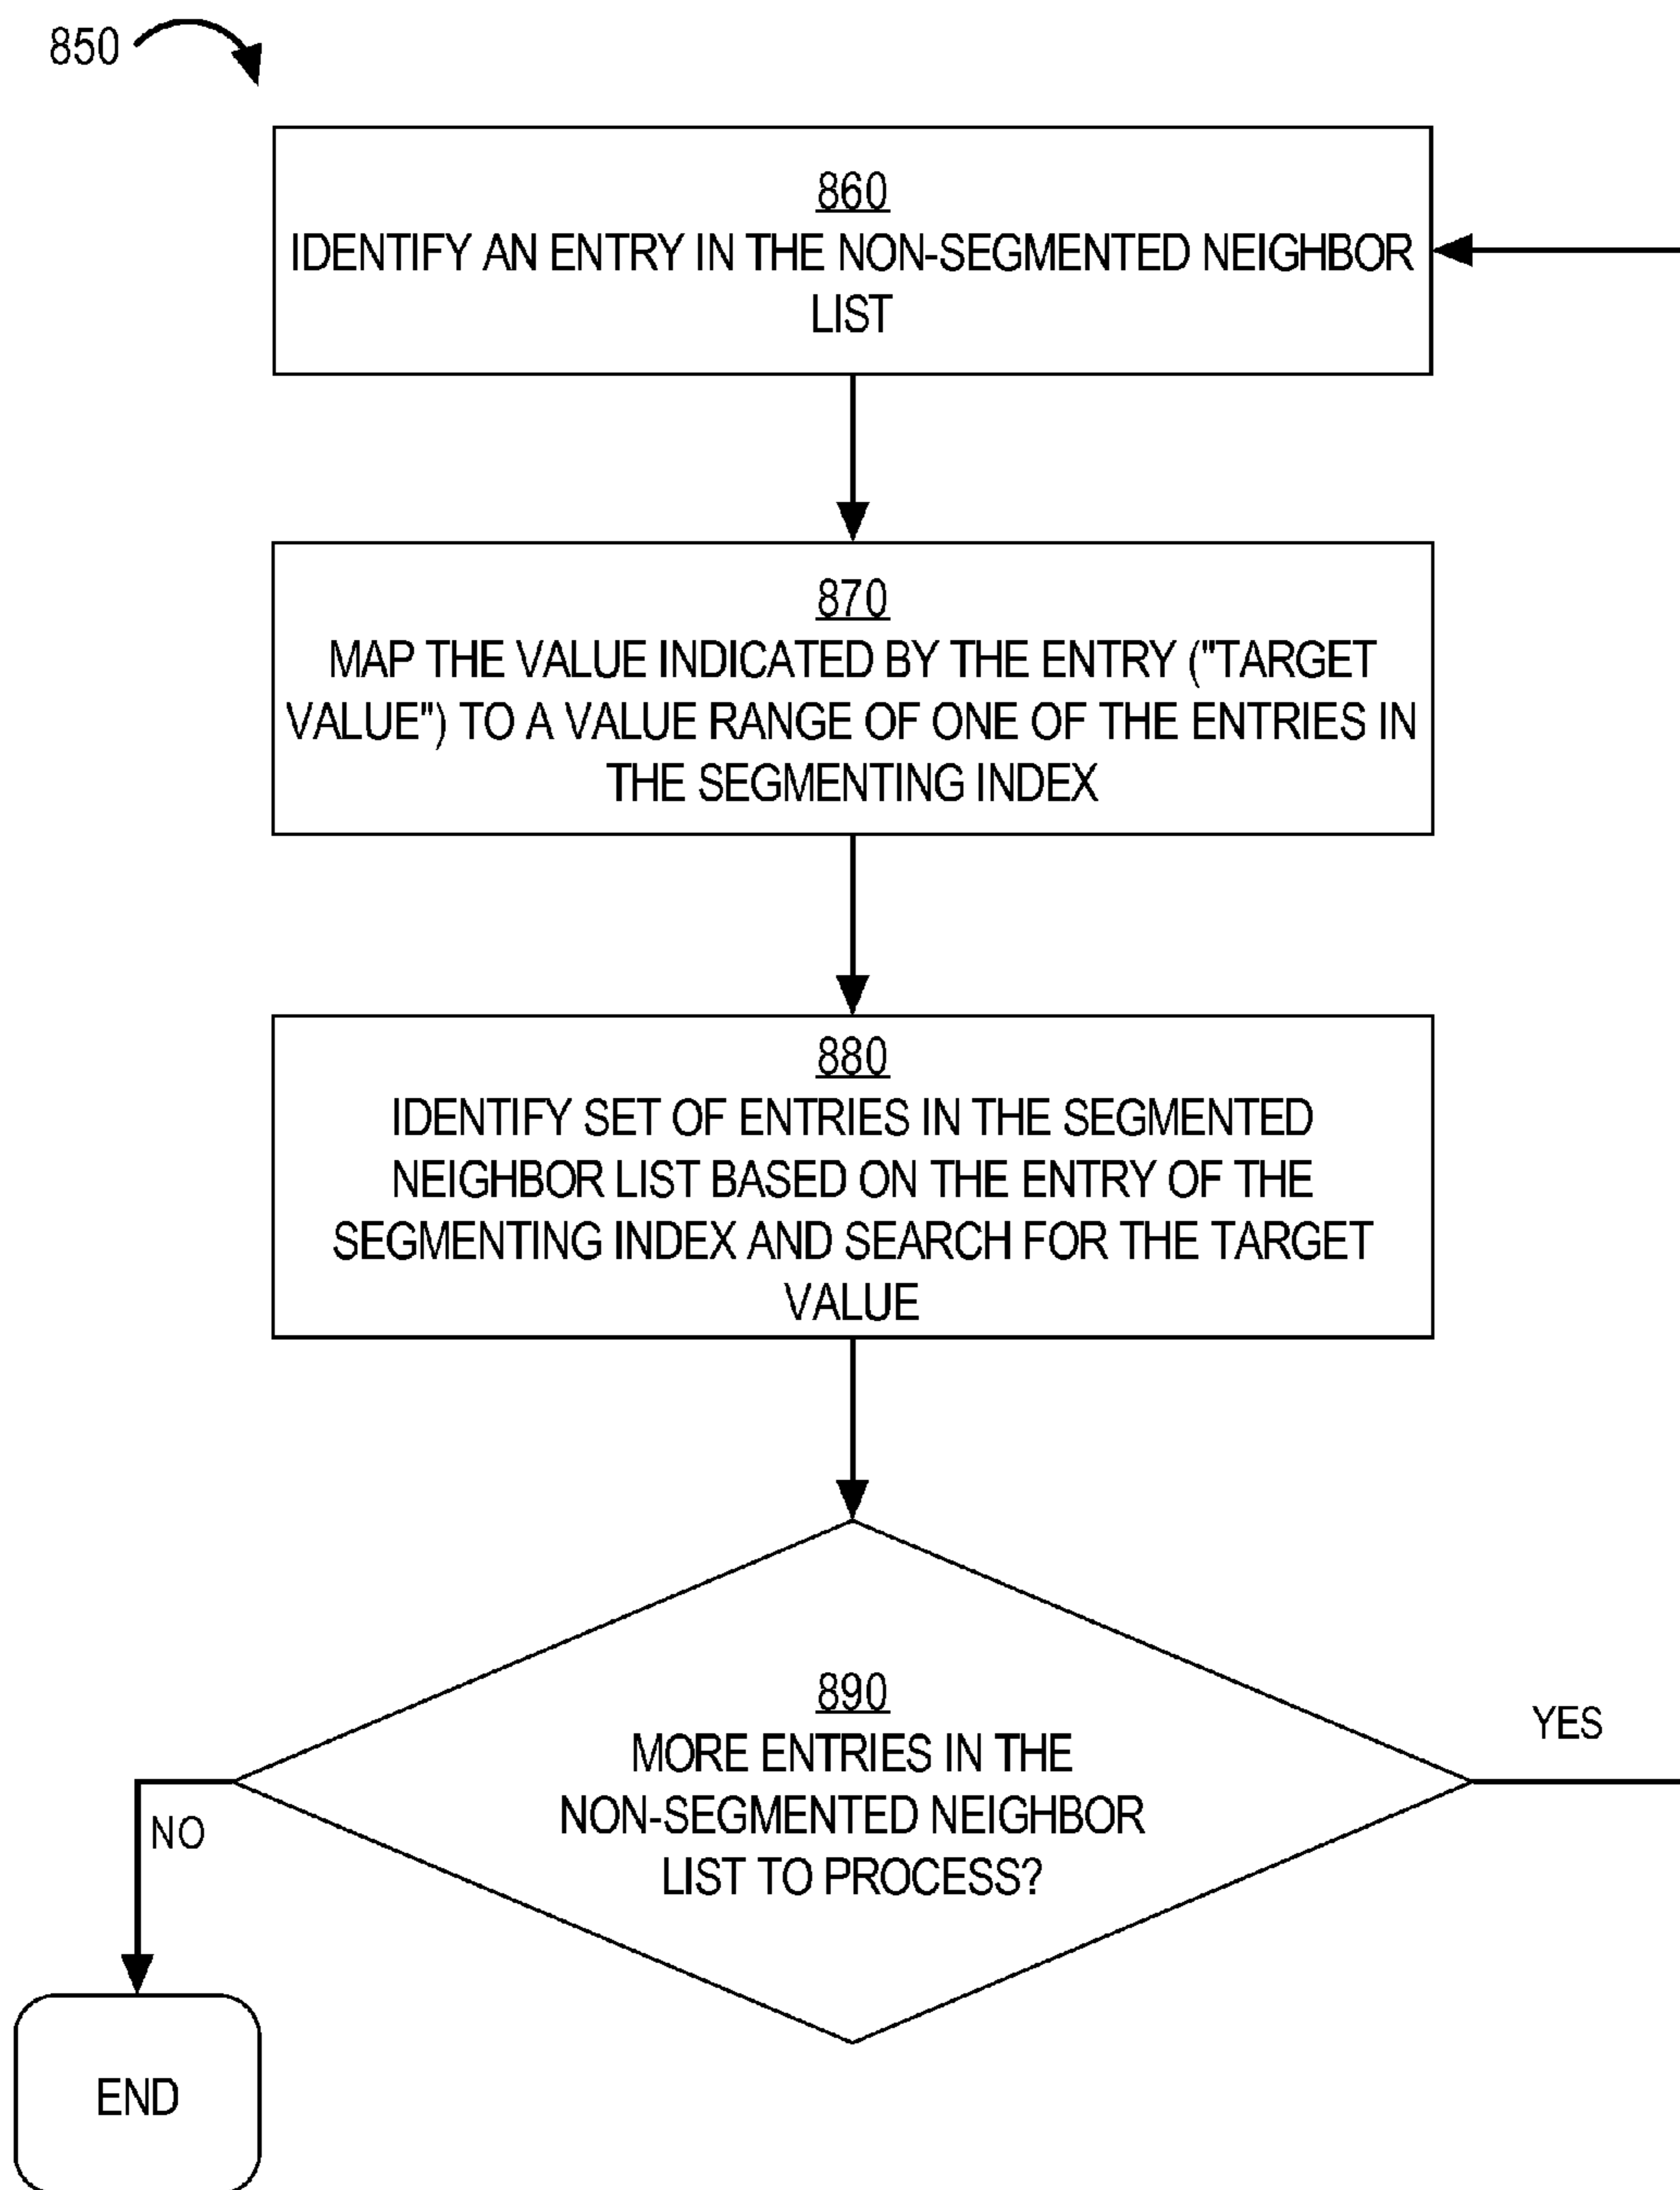 850
860
IDENTIFY AN ENTRY IN THE NON-SEGMENTED NEIGHBOR
LIST
870
MAP THE VALUE INDICATED BY THE ENTRY ("TARGET
VALUE") TO A VALUE RANGE OF ONE OF THE ENTRIES IN
THE SEGMENTING INDEX
880
IDENTIFY SET OF ENTRIES IN THE SEGMENTED
NEIGHBOR LIST BASED ON THE ENTRY OF THE
SEGMENTING INDEX AND SEARCH FOR THE TARGET
VALUE
890
MORE ENTRIES IN THE
NON-SEGMENTED NEIGHBOR
LIST TO PROCESS?
YES
NO
END